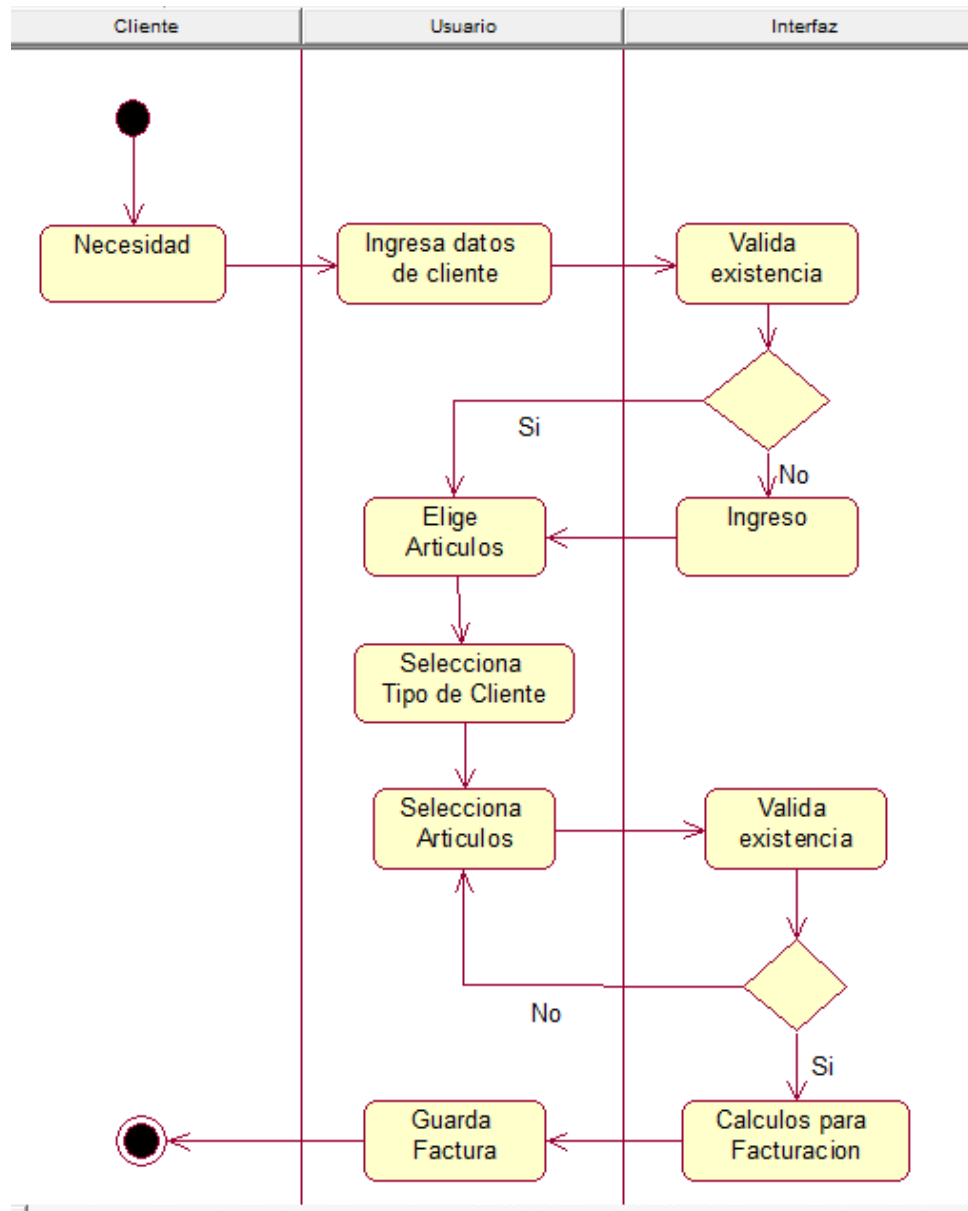 Cliente
Usuario
Interfaz
Necesidad
Ingresa datos
de cliente
Valida
existencia
Si
No
Elige
Articulos
Ingreso
Selecciona
Tipo de Cliente
Selecciona
Articulos
Valida
existencia
No
Si
Guarda
Factura
Calculos para
Facturacion